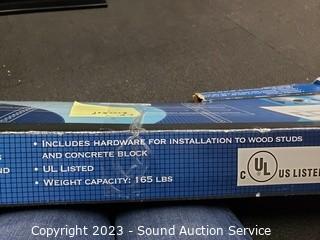 • INCLUDES HARDWARE FOR INSTALLATION TO WOOD STUDS
AND CONCRETE BLOCK
• UL LISTED
• WEIGHT CAPACITY: 165 LBS
C UL US LISTED
Copyright 2023 - Sound Auction Service